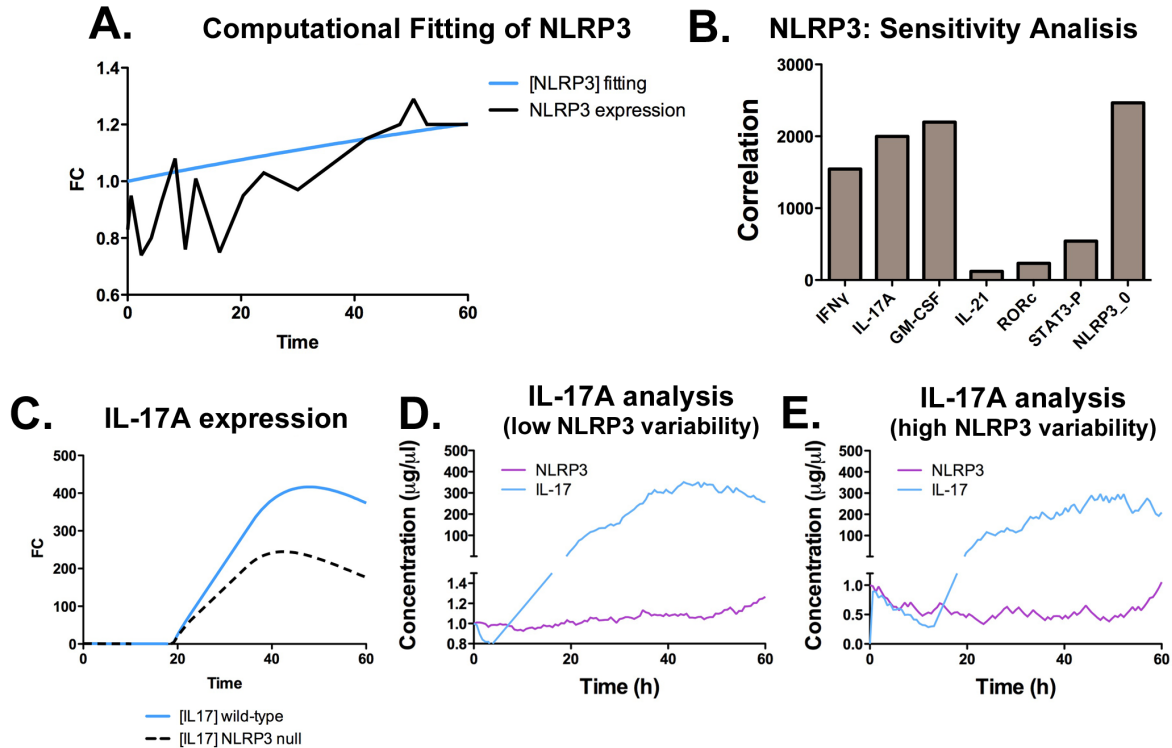 A.
Computational Fitting of NLRP3
1.4
1.2
1.0
0.8
0.6
FC
0
20
40
60
Time
[NLRP3] fitting
NLRP3 expression
B.
NLRP3: Sensitivity Analisis
3000
2000
1000
0
Correlation
IFNγ
IL-17A
GM-CSF
IL-21
RORc
STAT3-P
NLRP3_0
C.
IL-17A expression
500
400
300
200
100
0
FC
0
20
40
60
Time
[IL17] wild-type
[IL17] NLRP3 null
D.
IL-17A analysis
(low NLRP3 variability)
Concentration (µg/µl)
500
400
300
200
100
1.4
1.2
1.0
0.8
NLRP3
IL-17
0
20
40
60
Time (h)
E.
IL-17A analysis
(high NLRP3 variability)
Concentration (µg/µl)
500
400
300
200
100
1.0
0.5
0.0
NLRP3
IL-17
0
20
40
60
Time (h)